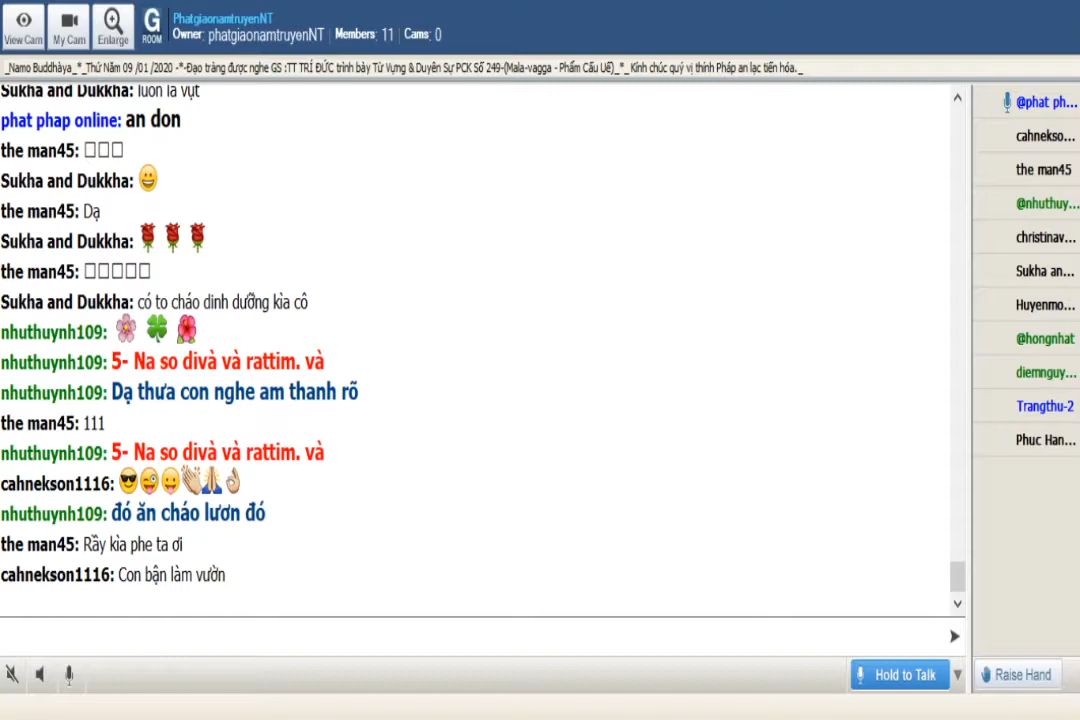 View Cam
My Cam
Enlarge
G
ROOM
PhatgiaonamtruyenNT
Owner: phatgiaonamtruyenNT | Members: 11 | Cams: 0
_Namo Buddhàya_*_Thứ Năm 09 /01 /2020 -*-Đạo tràng được nghe GS :TT TRÍ ĐỨC trình bày Từ Vựng & Duyên Sự PCK Số 249-(Mala-vagga - Phẩm Cấu Uế)_*_ Kính chúc quý vị thính Pháp an lạc tiến hóa._
Sukha and Dukkha: luon la vụt
phat phap online: an don
the man45: □□□
Sukha and Dukkha: 😀
the man45: Dạ
Sukha and Dukkha: 🌹🌹🌹
the man45: □□□□□
Sukha and Dukkha: có to cháo dinh dưỡng kìa cô
nhuthuynh109: 🌸🍀🌺
nhuthuynh109: 5- Na so divà và rattim. và
nhuthuynh109: Dạ thưa con nghe am thanh rõ
the man45: 111
nhuthuynh109: 5- Na so divà và rattim. và
cahnekson1116: 😎😜😛👏🙏👌
nhuthuynh109: đó ăn cháo lươn đó
the man45: Rầy kìa phe ta ơi
cahnekson1116: Con bận làm vườn
@phat ph...
cahnekso...
the man45
@nhuthuy...
christinav...
Sukha an...
Huyenmo...
@hongnhat
diemnguy...
Trangthu-2
Phuc Han...
Hold to Talk
Raise Hand